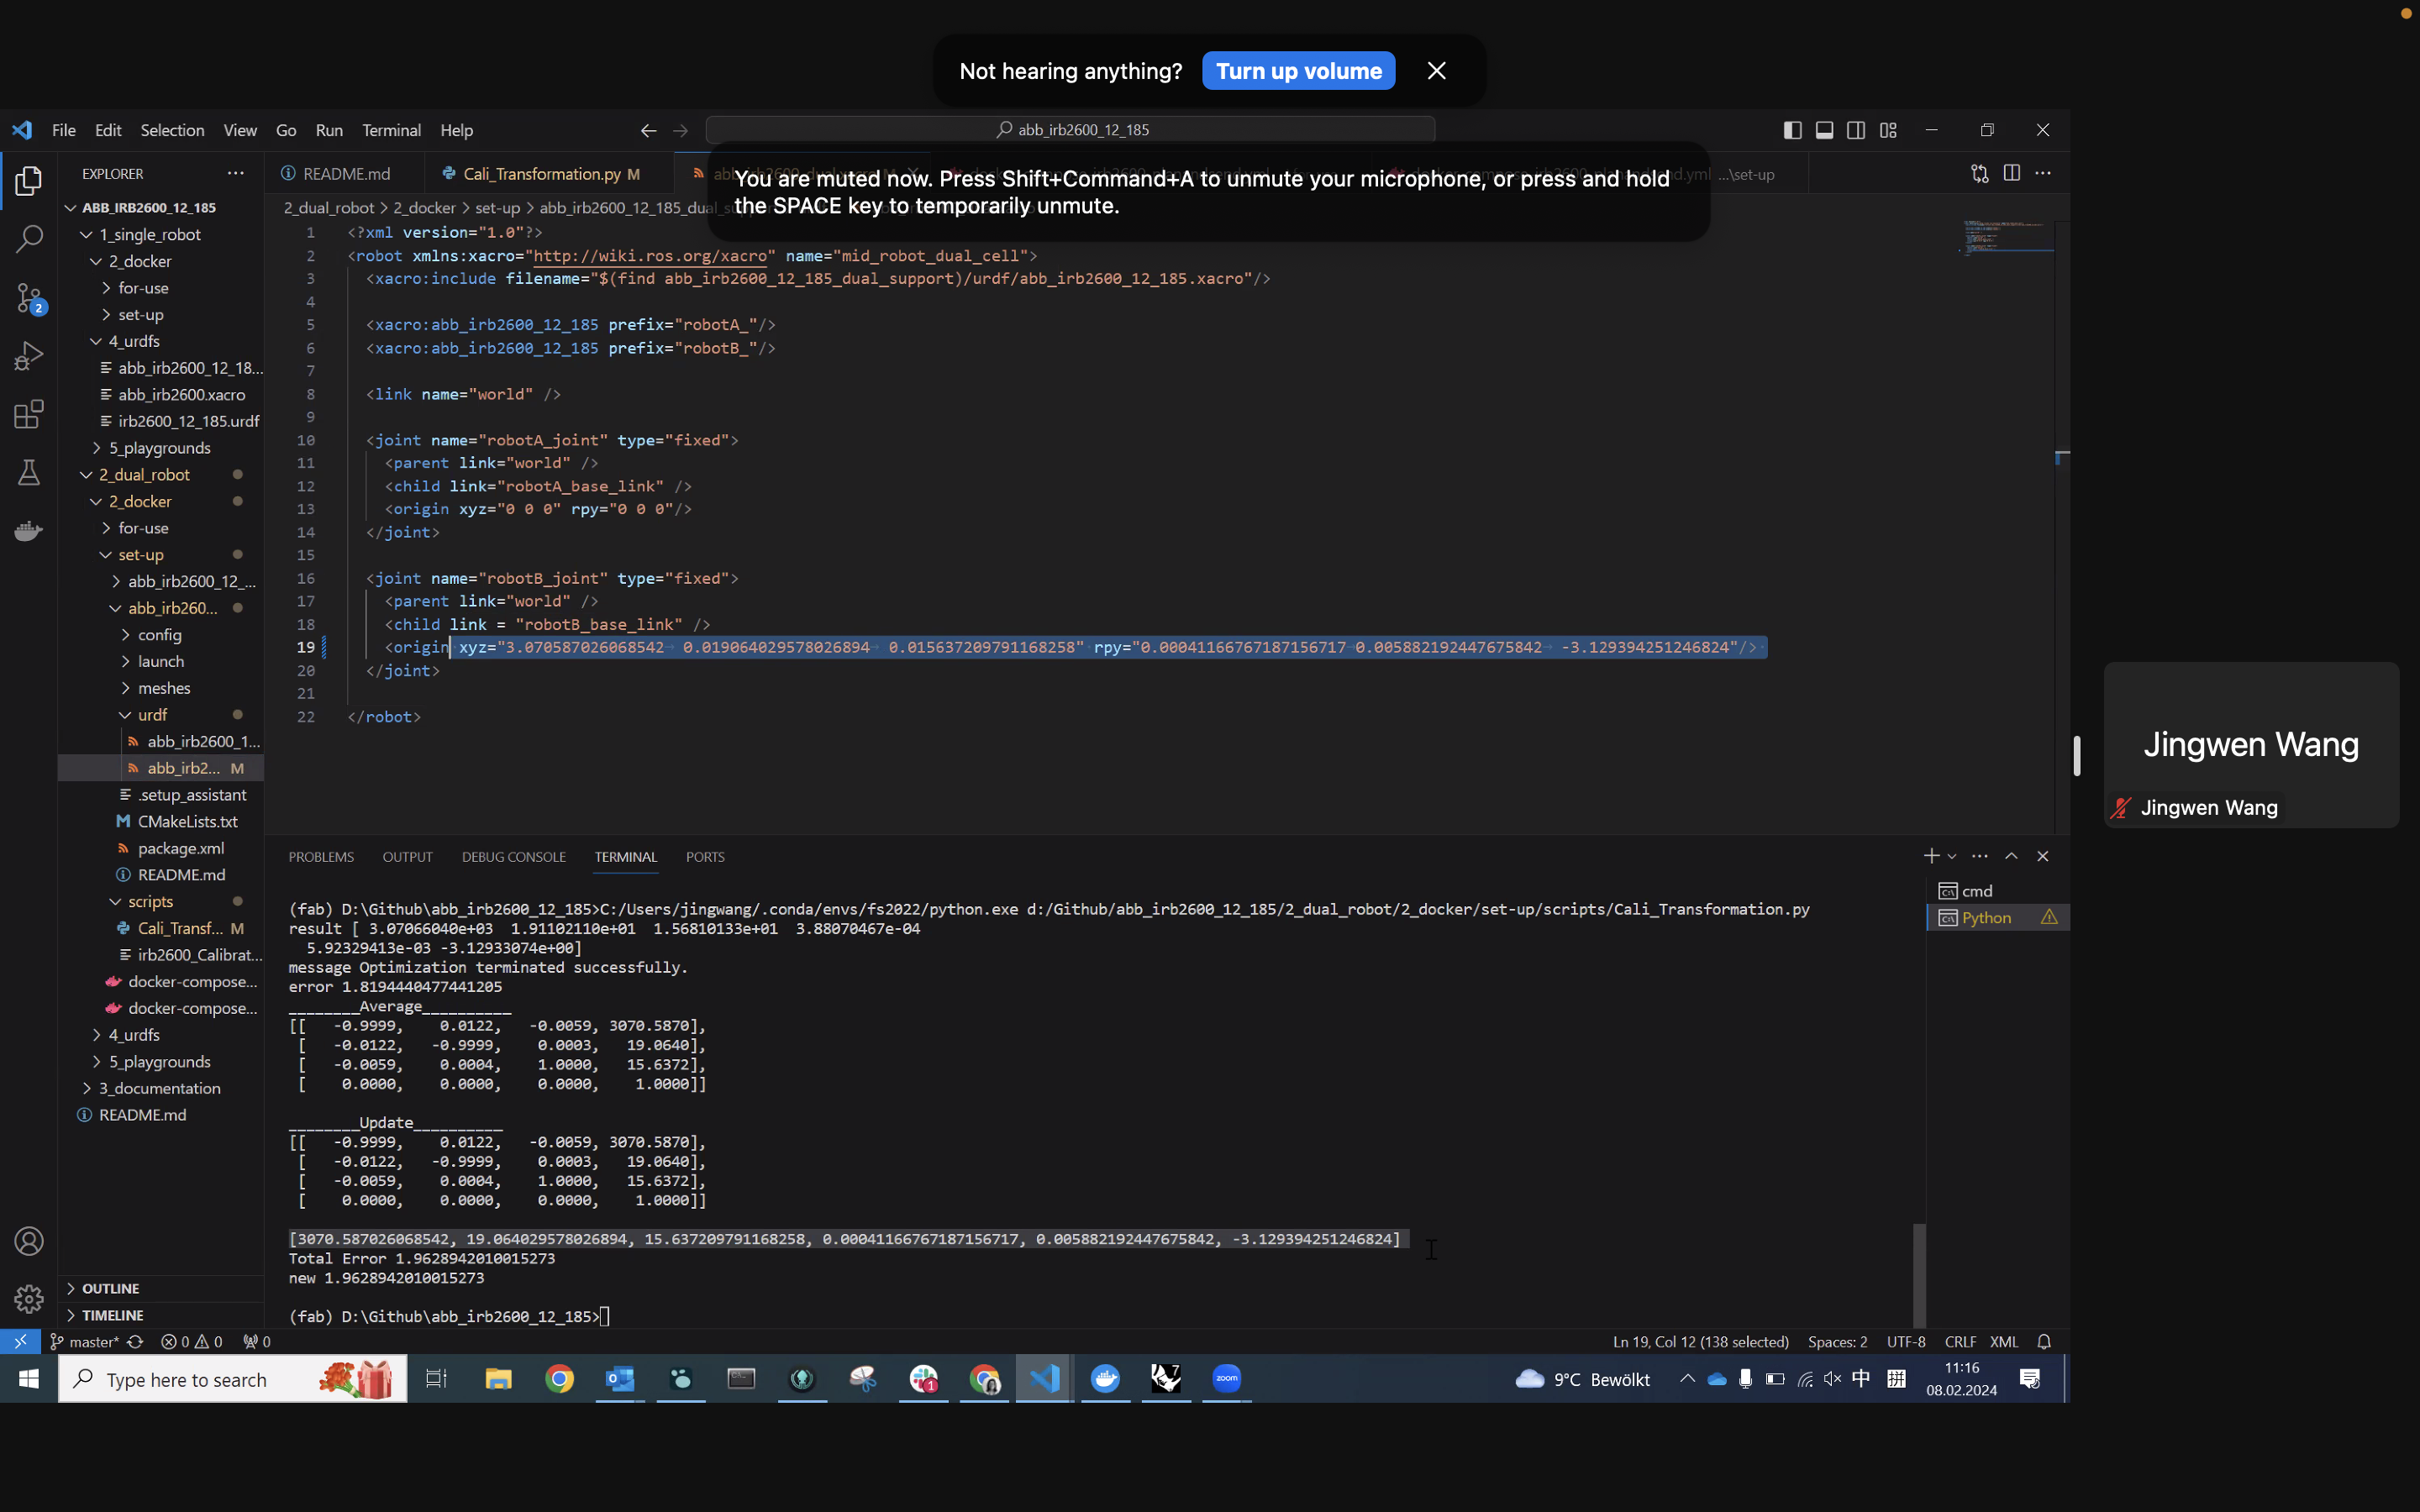 Not hearing anything? Turn up volume
File Edit Selection View Go Run Terminal Help
abb_irb2600_12_185
You are muted now. Press Shift+Command+A to unmute your microphone, or press and hold
the SPACE key to temporarily unmute.
EXPLORER
README.md
Cali_Transformation.py M
...\set-up
2_dual_robot > 2_docker > set-up > abb_irb2600_12_185_dual_
ABB_IRB2600_12_185
1_single_robot
2_docker
for-use
set-up
4_urdfs
abb_irb2600_12_18...
abb_irb2600.xacro
irb2600_12_185.urdf
5_playgrounds
2_dual_robot
2_docker
for-use
set-up
abb_irb2600_12_...
abb_irb260...
config
launch
meshes
urdf
abb_irb2600_1...
abb_irb2... M
.setup_assistant
CMakeLists.txt
package.xml
README.md
scripts
Cali_Transf... M
irb2600_Calibrat...
docker-compose...
docker-compose...
4_urdfs
5_playgrounds
3_documentation
README.md
OUTLINE
TIMELINE
1 <?xml version="1.0"?>
2 <robot xmlns:xacro="http://wiki.ros.org/xacro" name="mid_robot_dual_cell">
3 <xacro:include filename="$(find abb_irb2600_12_185_dual_support)/urdf/abb_irb2600_12_185.xacro"/>
4
5 <xacro:abb_irb2600_12_185 prefix="robotA_"/>
6 <xacro:abb_irb2600_12_185 prefix="robotB_"/>
7
8 <link name="world" />
9
10 <joint name="robotA_joint" type="fixed">
11 <parent link="world" />
12 <child link="robotA_base_link" />
13 <origin xyz="0 0 0" rpy="0 0 0"/>
14 </joint>
15
16 <joint name="robotB_joint" type="fixed">
17 <parent link="world" />
18 <child link = "robotB_base_link" />
19 <origin xyz="3.070587026068542 0.019064029578026894 0.015637209791168258" rpy="0.00041166767187156717 0.005882192447675842 -3.129394251246824"/>
20 </joint>
21
22 </robot>
PROBLEMS OUTPUT DEBUG CONSOLE TERMINAL PORTS
cmd
Python
(fab) D:\Github\abb_irb2600_12_185>C:/Users/jingwang/.conda/envs/fs2022/python.exe d:/Github/abb_irb2600_12_185/2_dual_robot/2_docker/set-up/scripts/Cali_Transformation.py
result [ 3.07066040e+03 1.91102110e+01 1.56810133e+01 3.88070467e-04
5.92329413e-03 -3.12933074e+00]
message Optimization terminated successfully.
error 1.8194440477441205
________Average__________
[[ -0.9999, 0.0122, -0.0059, 3070.5870],
[ -0.0122, -0.9999, 0.0003, 19.0640],
[ -0.0059, 0.0004, 1.0000, 15.6372],
[ 0.0000, 0.0000, 0.0000, 1.0000]]
________Update__________
[[ -0.9999, 0.0122, -0.0059, 3070.5870],
[ -0.0122, -0.9999, 0.0003, 19.0640],
[ -0.0059, 0.0004, 1.0000, 15.6372],
[ 0.0000, 0.0000, 0.0000, 1.0000]]
[3070.587026068542, 19.064029578026894, 15.637209791168258, 0.00041166767187156717, 0.005882192447675842, -3.129394251246824]
Total Error 1.9628942010015273
new 1.9628942010015273
(fab) D:\Github\abb_irb2600_12_185>
master* 0 0 0
Ln 19, Col 12 (138 selected) Spaces: 2 UTF-8 CRLF XML
Type here to search
zoom
9°C Bewölkt
中 拼
11:16
08.02.2024
Jingwen Wang
Jingwen Wang